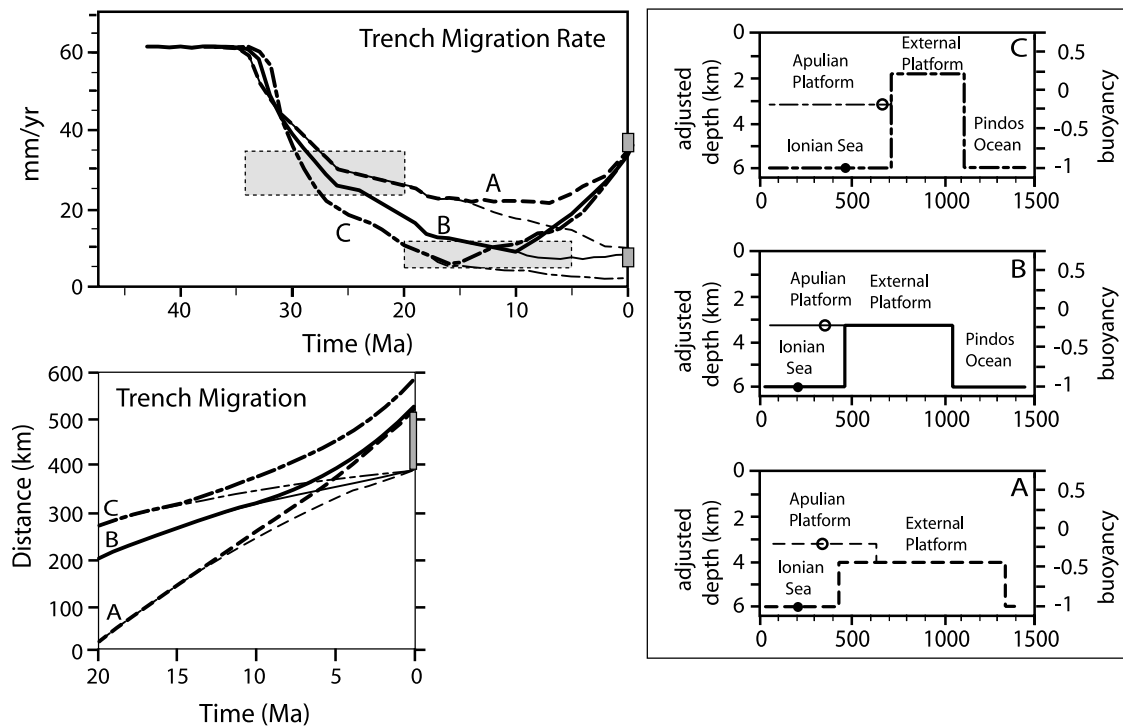 Trench Migration Rate
mm/yr
60
40
20
0
A
B
C
40
30
20
10
0
Time (Ma)
Trench Migration
Distance (km)
600
500
400
300
200
100
0
C
B
A
20
15
10
5
0
Time (Ma)
C
adjusted
depth (km)
0
2
4
6
External
Platform
Apulian
Platform
Ionian Sea
Pindos
Ocean
0.5
0
-0.5
-1
buoyancy
0
500
1000
1500
B
adjusted
depth (km)
0
2
4
6
Apulian
Platform
External
Platform
Ionian
Sea
Pindos
Ocean
0.5
0
-0.5
-1
buoyancy
0
500
1000
1500
A
adjusted
depth (km)
0
2
4
6
Apulian
Platform
External
Platform
Ionian
Sea
0.5
0
-0.5
-1
buoyancy
0
500
1000
1500